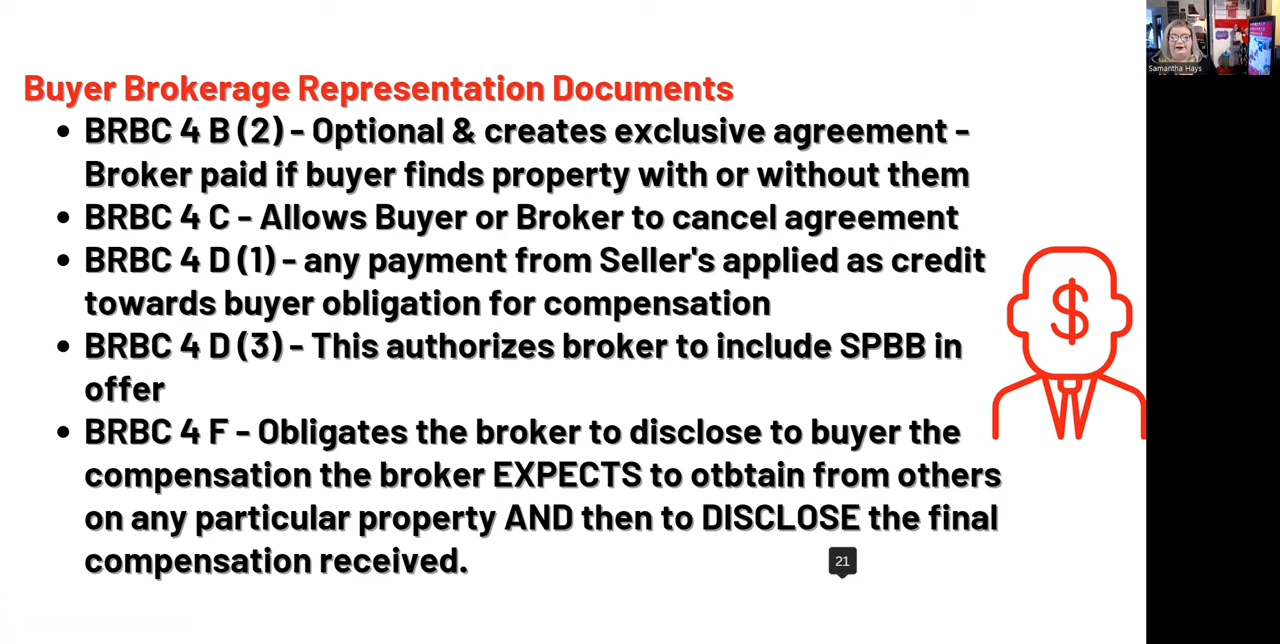 Buyer Brokerage Representation Documents
• BRBC 4 B (2) - Optional & creates exclusive agreement -
Broker paid if buyer finds property with or without them
• BRBC 4 C - Allows Buyer or Broker to cancel agreement
• BRBC 4 D (1) - any payment from Seller's applied as credit
towards buyer obligation for compensation
• BRBC 4 D (3) - This authorizes broker to include SPBB in
offer
• BRBC 4 F - Obligates the broker to disclose to buyer the
compensation the broker EXPECTS to otbtain from others
on any particular property AND then to DISCLOSE the final
compensation received.
$
21
Samantha Hays